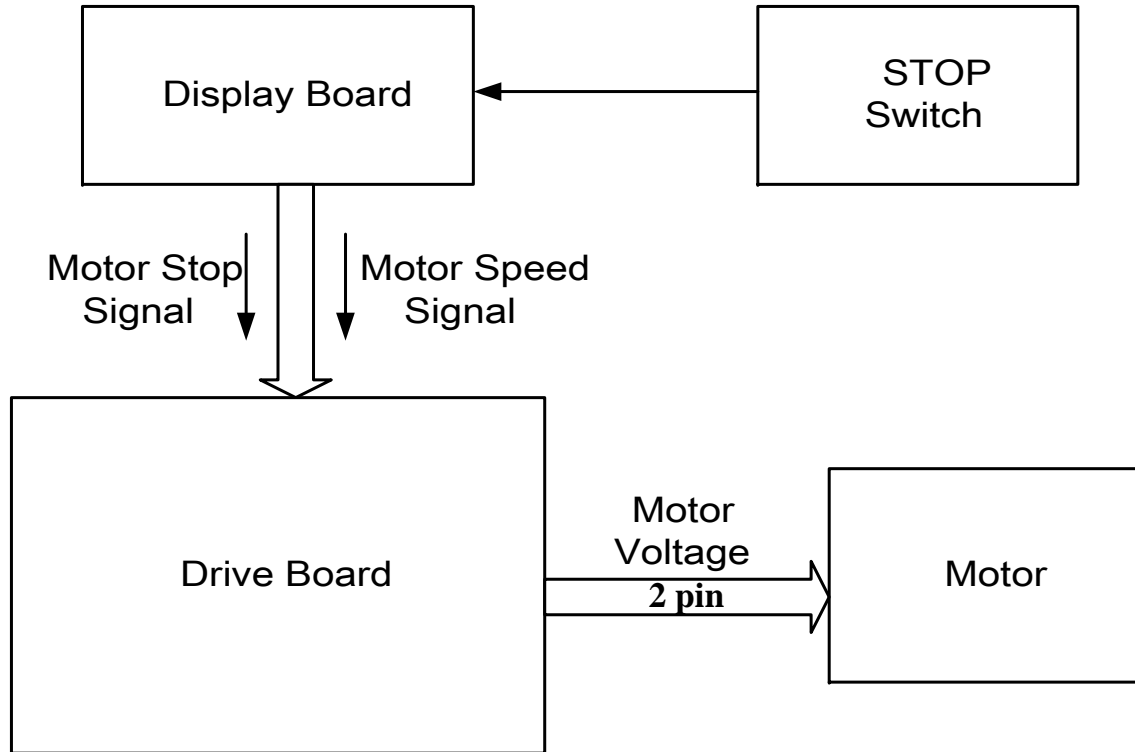 Display Board
STOP
Switch
Motor Stop
Signal
Motor Speed
Signal
Drive Board
Motor
Voltage
2 pin
Motor